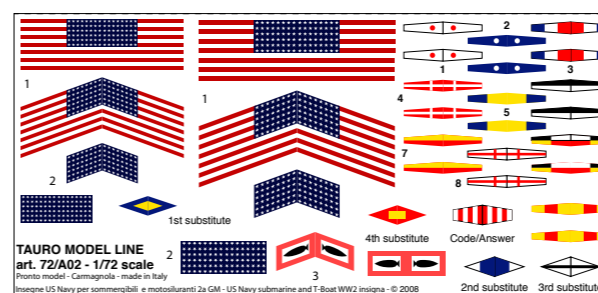 1
1
2
1
2
3
4
5
7
8
2
1st substitute
4th substitute
Code/Answer
TAURO MODEL LINE
art. 72/A02 - 1/72 scale
Pronto model - Carmagnola - made in Italy
2
3
2nd substitute
3rd substitute
Insegne US Navy per sommergibili e motosiluranti 2a GM - US Navy submarine and T-Boat WW2 insigna - © 2008